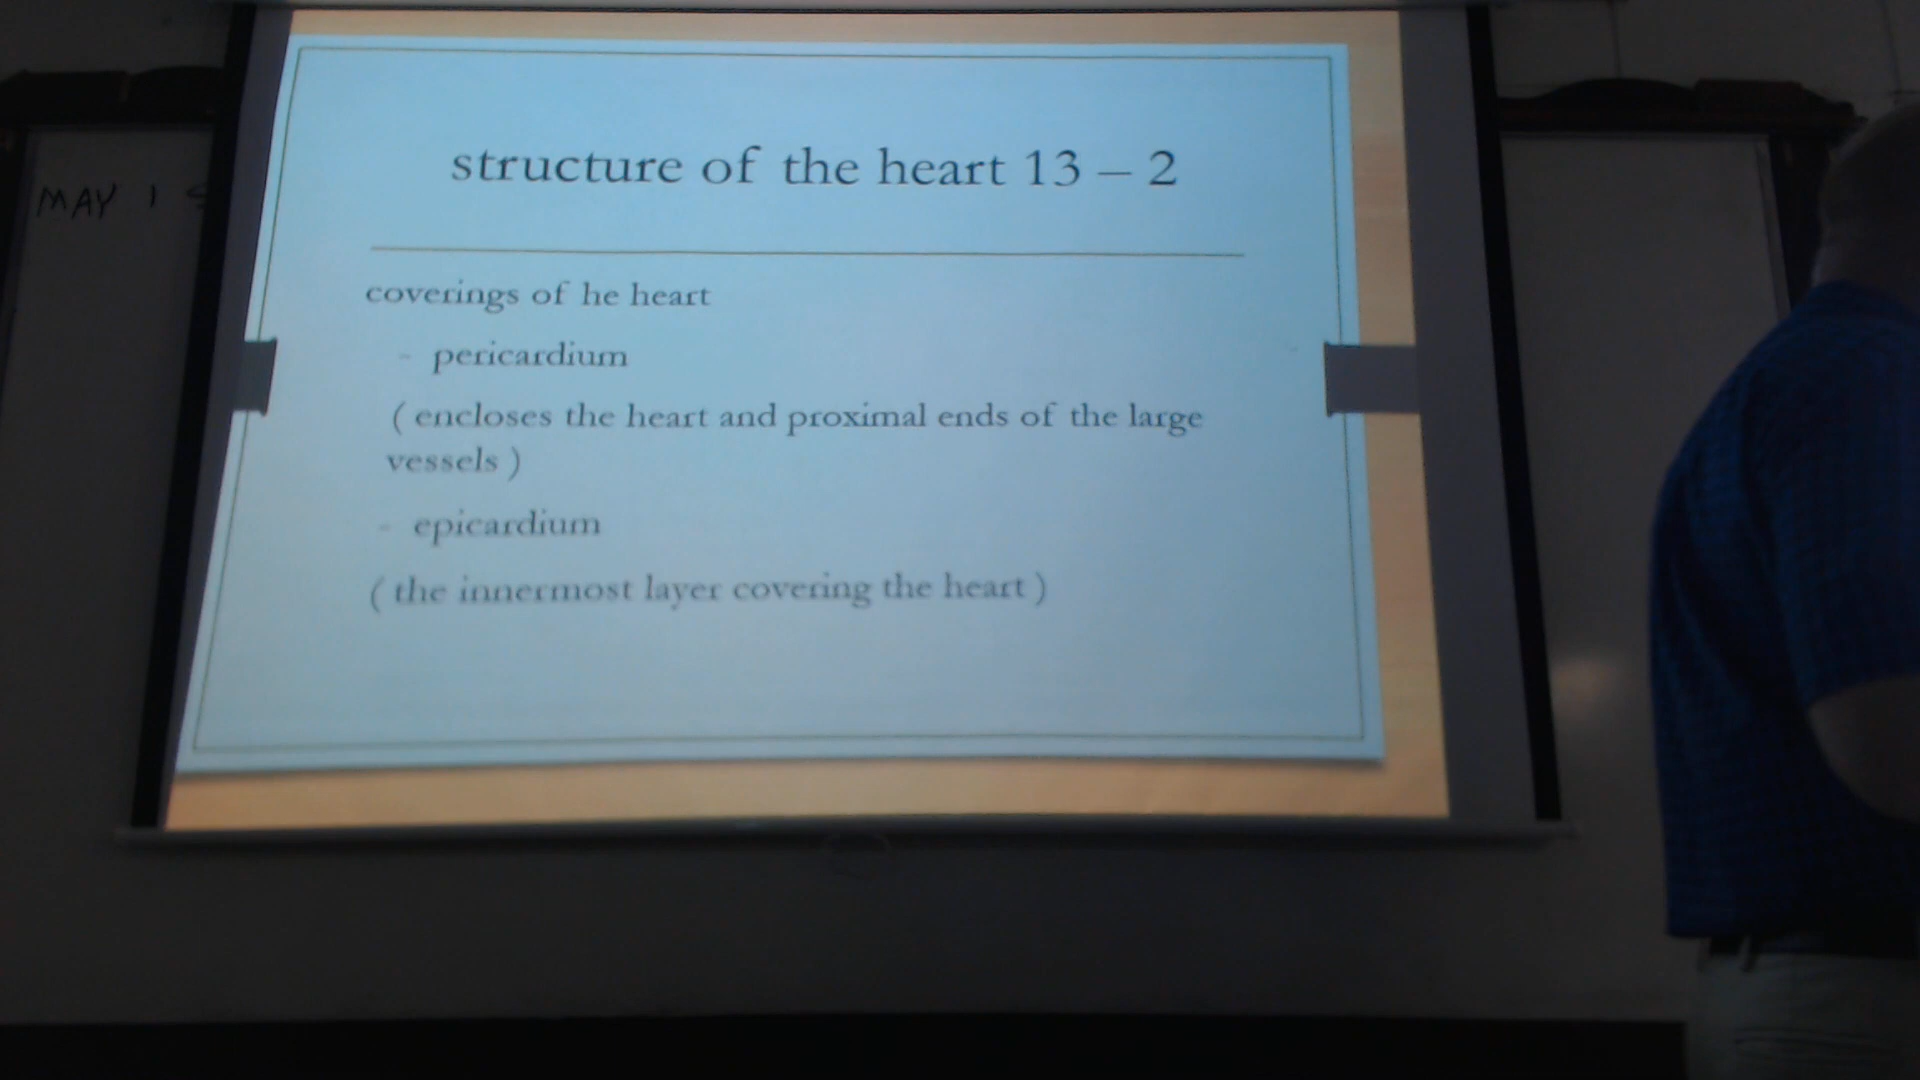 MAY 1
structure of the heart 13 – 2
coverings of he heart
- pericardium
( encloses the heart and proximal ends of the large
vessels )
- epicardium
( the innermost layer covering the heart )